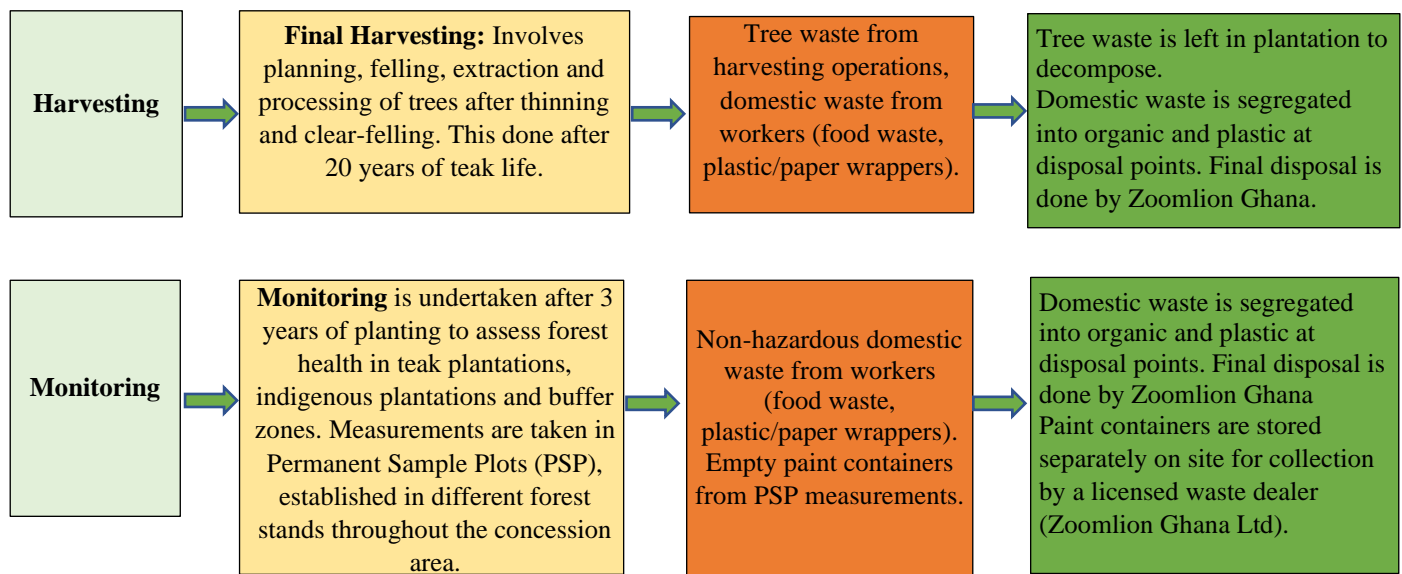 Harvesting
Final Harvesting: Involves
planning, felling, extraction and
processing of trees after thinning
and clear-felling. This done after
20 years of teak life.
Tree waste from
harvesting operations,
domestic waste from
workers (food waste,
plastic/paper wrappers).
Tree waste is left in plantation to
decompose.
Domestic waste is segregated
into organic and plastic at
disposal points. Final disposal is
done by Zoomlion Ghana.
Monitoring
Monitoring is undertaken after 3
years of planting to assess forest
health in teak plantations,
indigenous plantations and buffer
zones. Measurements are taken in
Permanent Sample Plots (PSP),
established in different forest
stands throughout the concession
area.
Non-hazardous domestic
waste from workers
(food waste,
plastic/paper wrappers).
Empty paint containers
from PSP measurements.
Domestic waste is segregated
into organic and plastic at
disposal points. Final disposal is
done by Zoomlion Ghana
Paint containers are stored
separately on site for collection
by a licensed waste dealer
(Zoomlion Ghana Ltd).